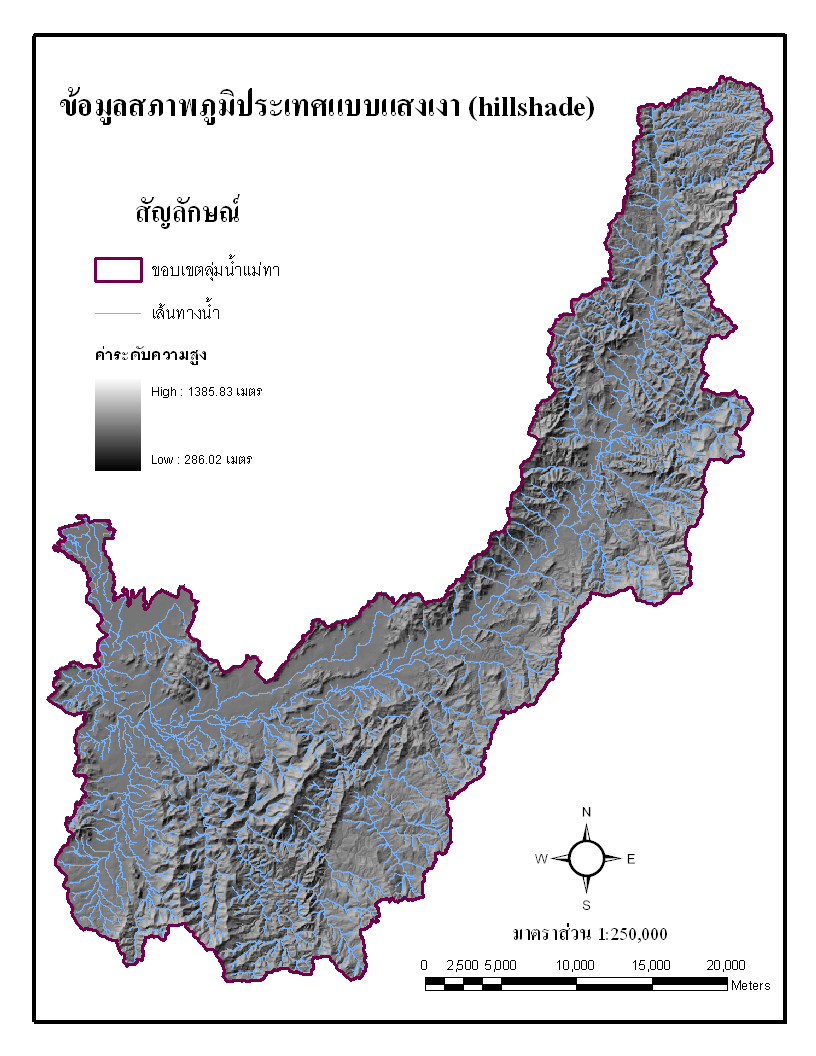 ข้อมูลสภาพภูมิประเทศแบบแสงเงา (hillshade)
สัญลักษณ์
ขอบเขตลุ่มน้ำแม่ทา
เส้นทางน้ำ
ค่าระดับความสูง
High : 1385.83 เมตร
Low : 286.02 เมตร
N
W E
S
มาตราส่วน 1:250,000
0 2,500 5,000 10,000 15,000 20,000
Meters